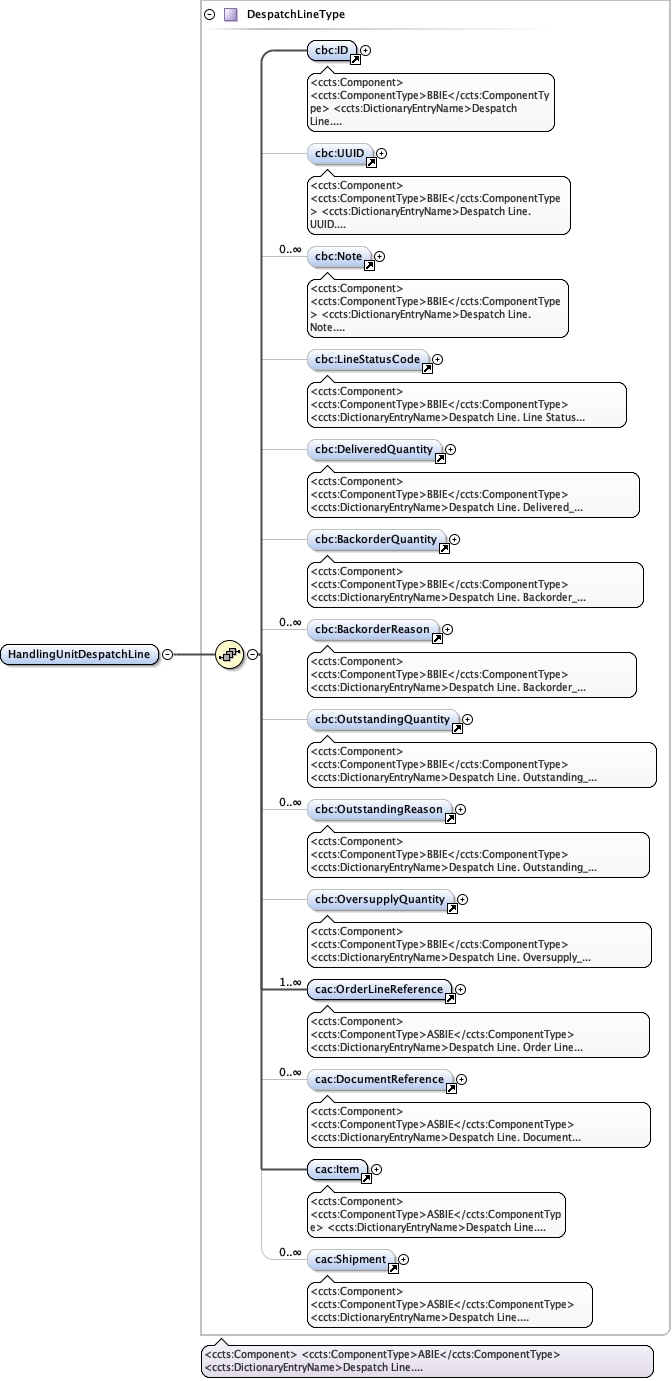 DespatchLineType
cbc:ID
<ccts:Component>
<ccts:ComponentType>BBIE</ccts:ComponentTy
pe> <ccts:DictionaryEntryName>Despatch
Line....
cbc:UUID
<ccts:Component>
<ccts:ComponentType>BBIE</ccts:ComponentType
> <ccts:DictionaryEntryName>Despatch Line.
UUID....
0..∞
cbc:Note
<ccts:Component>
<ccts:ComponentType>BBIE</ccts:ComponentType
> <ccts:DictionaryEntryName>Despatch Line.
Note....
cbc:LineStatusCode
<ccts:Component>
<ccts:ComponentType>BBIE</ccts:ComponentType>
<ccts:DictionaryEntryName>Despatch Line. Line Status...
cbc:DeliveredQuantity
<ccts:Component>
<ccts:ComponentType>BBIE</ccts:ComponentType>
<ccts:DictionaryEntryName>Despatch Line. Delivered_...
cbc:BackorderQuantity
<ccts:Component>
<ccts:ComponentType>BBIE</ccts:ComponentType>
<ccts:DictionaryEntryName>Despatch Line. Backorder_...
0..∞
cbc:BackorderReason
<ccts:Component>
<ccts:ComponentType>BBIE</ccts:ComponentType>
<ccts:DictionaryEntryName>Despatch Line. Backorder_...
HandlingUnitDespatchLine
cbc:OutstandingQuantity
<ccts:Component>
<ccts:ComponentType>BBIE</ccts:ComponentType>
<ccts:DictionaryEntryName>Despatch Line. Outstanding_...
0..∞
cbc:OutstandingReason
<ccts:Component>
<ccts:ComponentType>BBIE</ccts:ComponentType>
<ccts:DictionaryEntryName>Despatch Line. Outstanding_...
cbc:OversupplyQuantity
<ccts:Component>
<ccts:ComponentType>BBIE</ccts:ComponentType>
<ccts:DictionaryEntryName>Despatch Line. Oversupply_...
1..∞
cac:OrderLineReference
<ccts:Component>
<ccts:ComponentType>ASBIE</ccts:ComponentType>
<ccts:DictionaryEntryName>Despatch Line. Order Line...
0..∞
cac:DocumentReference
<ccts:Component>
<ccts:ComponentType>ASBIE</ccts:ComponentType>
<ccts:DictionaryEntryName>Despatch Line. Document...
cac:Item
<ccts:Component>
<ccts:ComponentType>ASBIE</ccts:ComponentTyp
e> <ccts:DictionaryEntryName>Despatch Line....
0..∞
cac:Shipment
<ccts:Component>
<ccts:ComponentType>ASBIE</ccts:ComponentType>
<ccts:DictionaryEntryName>Despatch Line....
<ccts:Component> <ccts:ComponentType>ABIE</ccts:ComponentType>
<ccts:DictionaryEntryName>Despatch Line....